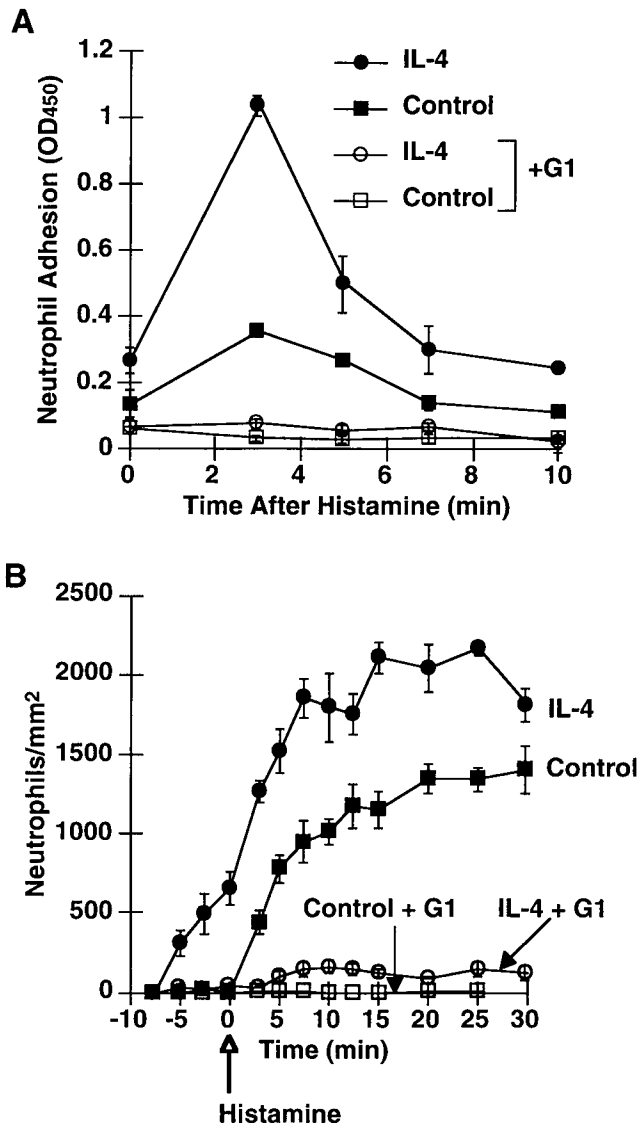 A
1.2
1
0.8
0.6
0.4
0.2
0
Neutrophil Adhesion (OD450)
IL-4
Control
IL-4
Control
+G1
0 2 4 6 8 10
Time After Histamine (min)
B
2500
2000
1500
1000
500
0
Neutrophils/mm2
IL-4
Control
Control + G1
IL-4 + G1
-10 -5 0 5 10 15 20 25 30
Time (min)
Histamine